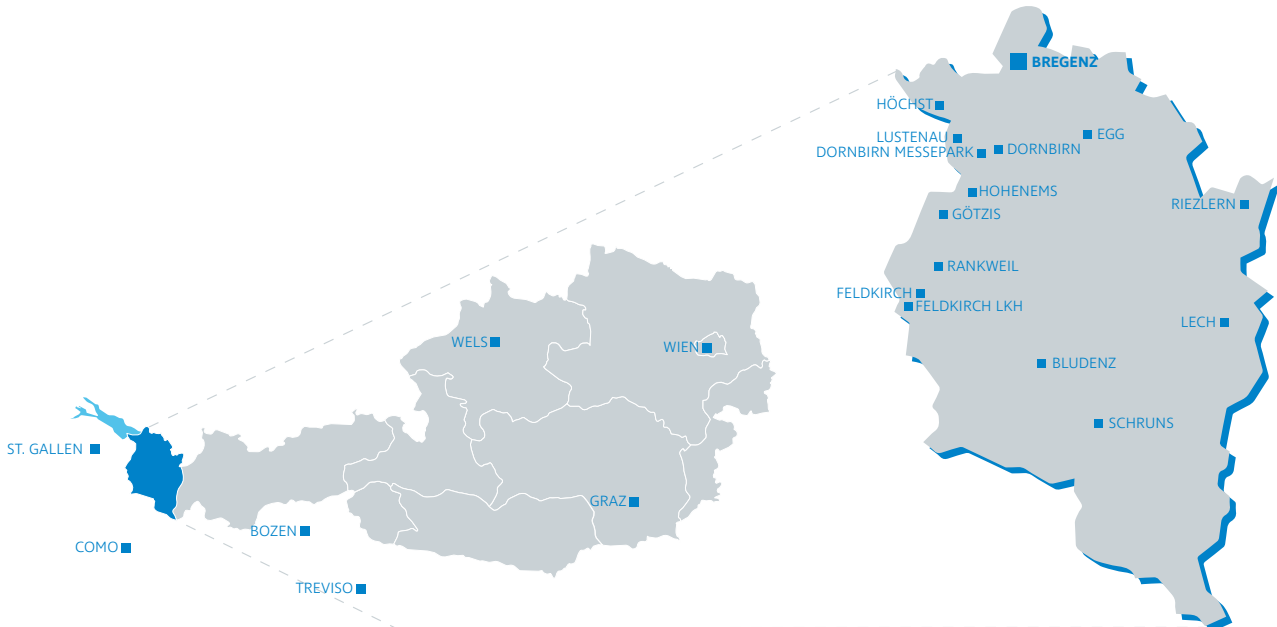 BREGENZ
HÖCHST
EGG
LUSTENAU
DORNBIRN
DORNBIRN MESSEPARK
HOHENEMS
RIEZLERN
GÖTZIS
RANKWEIL
FELDKIRCH
FELDKIRCH LKH
LECH
BLUDENZ
SCHRUNS
WELS
WIEN
ST. GALLEN
GRAZ
BOZEN
COMO
TREVISO